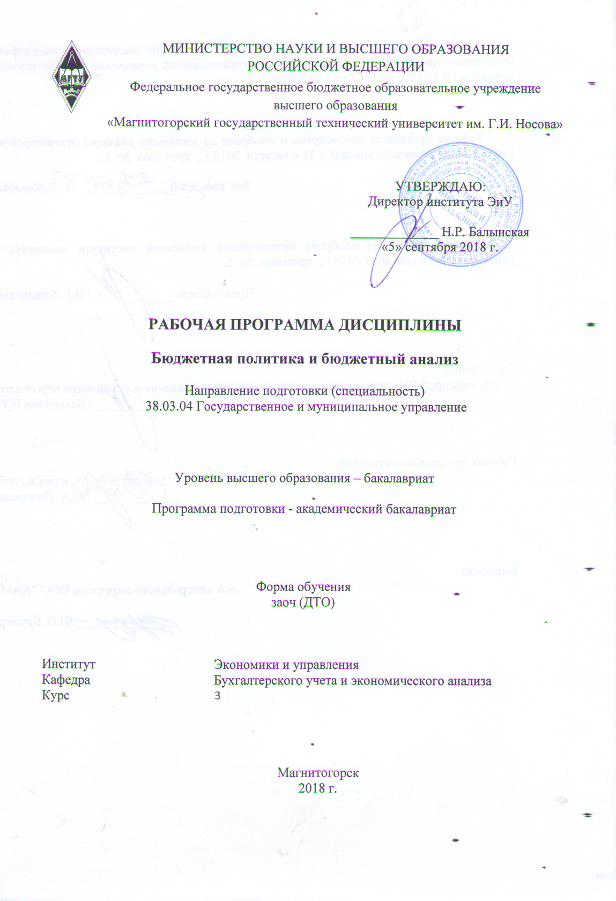 МИНИСТЕРСТВО НАУКИ И ВЫСШЕГО ОБРАЗОВАНИЯ
РОССИЙСКОЙ ФЕДЕРАЦИИ
Федеральное государственное бюджетное образовательное учреждение
высшего образования
«Магнитогорский государственный технический университет им. Г.И. Носова»
УТВЕРЖДАЮ:
Директор института ЭиУ
Н.Р. Балынская
«5» сентября 2018 г.
РАБОЧАЯ ПРОГРАММА ДИСЦИПЛИНЫ
Бюджетная политика и бюджетный анализ
Направление подготовки (специальность)
38.03.04 Государственное и муниципальное управление
Уровень высшего образования – бакалавриат
Программа подготовки - академический бакалавриат
Форма обучения
заоч (ДТО)
Институт Экономики и управления
Кафедра Бухгалтерского учета и экономического анализа
Курс 3
Магнитогорск
2018 г.